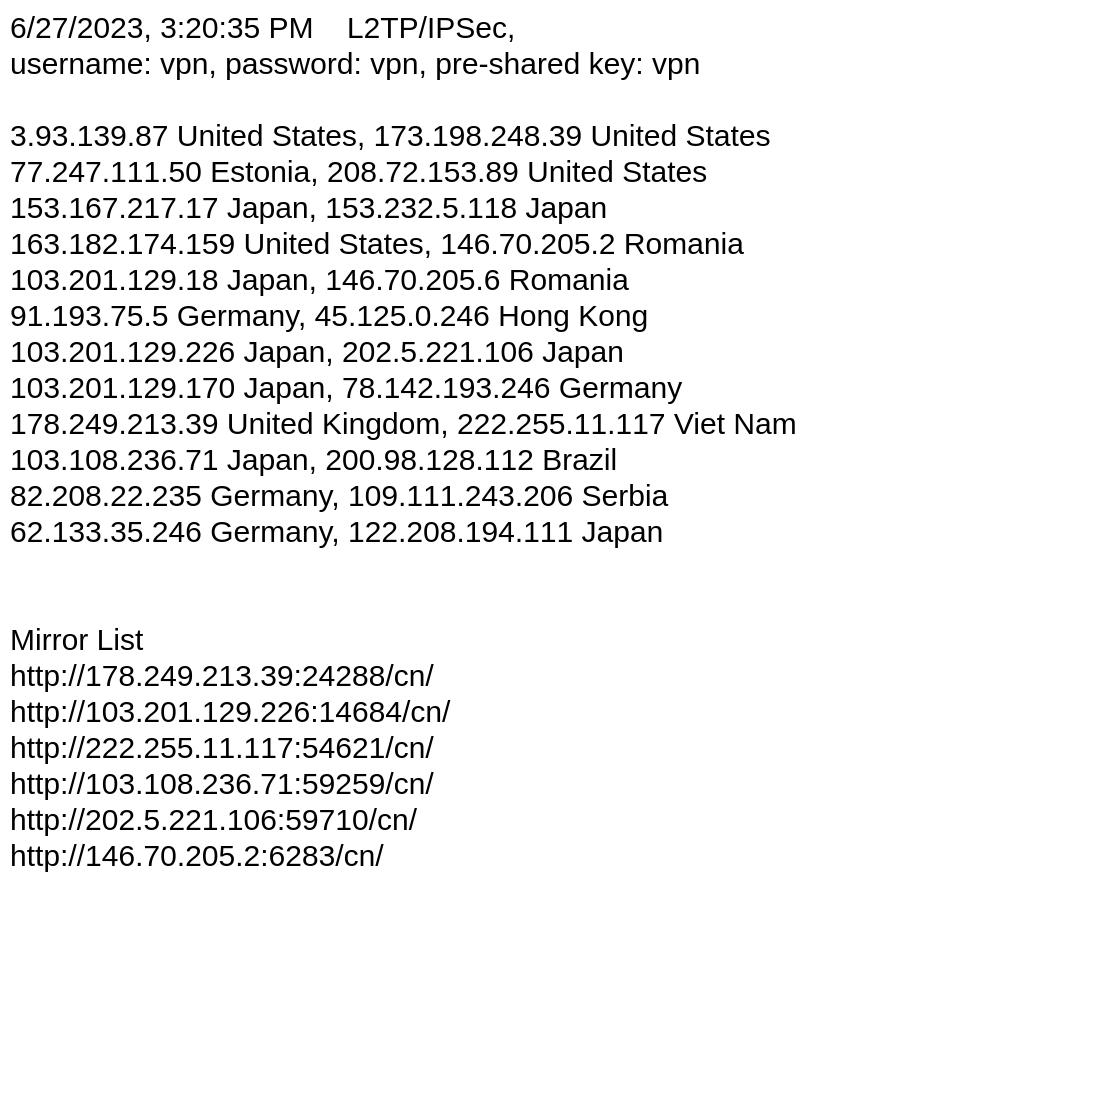 6/27/2023, 3:20:35 PM    L2TP/IPSec,
username: vpn, password: vpn, pre-shared key: vpn
3.93.139.87 United States, 173.198.248.39 United States
77.247.111.50 Estonia, 208.72.153.89 United States
153.167.217.17 Japan, 153.232.5.118 Japan
163.182.174.159 United States, 146.70.205.2 Romania
103.201.129.18 Japan, 146.70.205.6 Romania
91.193.75.5 Germany, 45.125.0.246 Hong Kong
103.201.129.226 Japan, 202.5.221.106 Japan
103.201.129.170 Japan, 78.142.193.246 Germany
178.249.213.39 United Kingdom, 222.255.11.117 Viet Nam
103.108.236.71 Japan, 200.98.128.112 Brazil
82.208.22.235 Germany, 109.111.243.206 Serbia
62.133.35.246 Germany, 122.208.194.111 Japan
Mirror List
http://178.249.213.39:24288/cn/
http://103.201.129.226:14684/cn/
http://222.255.11.117:54621/cn/
http://103.108.236.71:59259/cn/
http://202.5.221.106:59710/cn/
http://146.70.205.2:6283/cn/